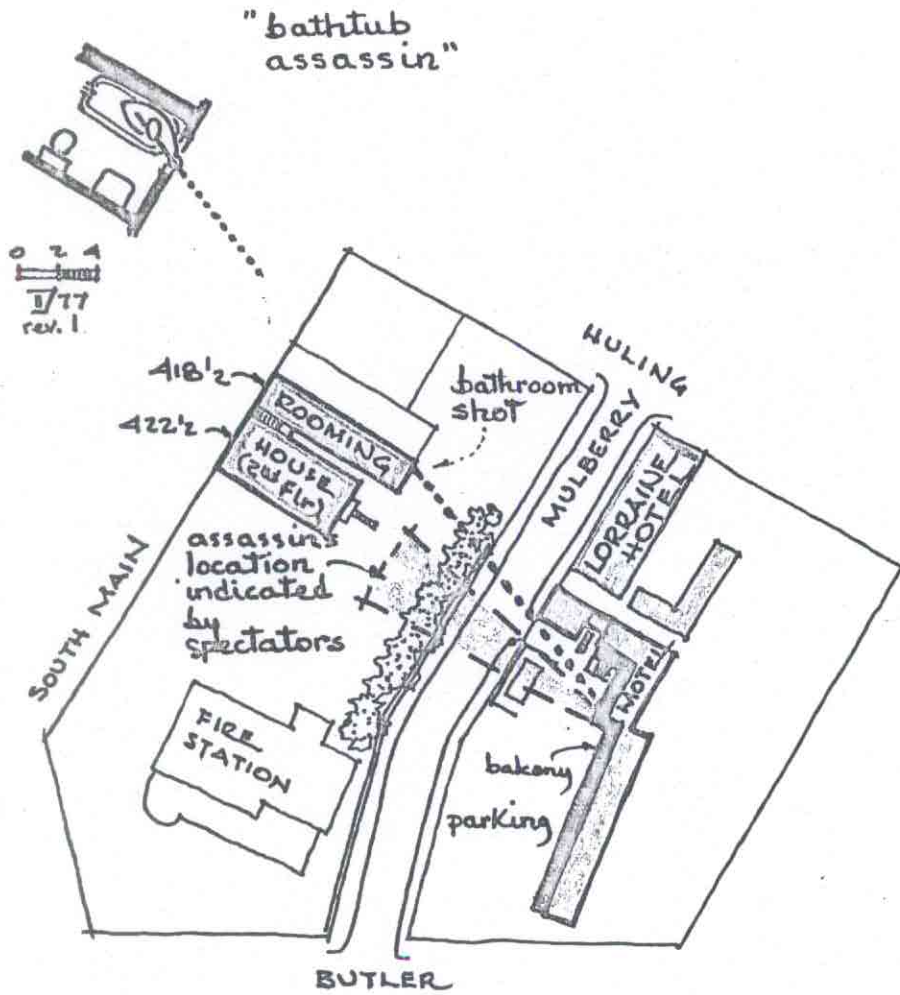 "bathtub
assassin"
0 2 4
II/77
rev. 1
HULING
418½
bathroom
shot
422½
ROOMING
HOUSE
(2nd Flr)
MULBERRY
LORRAINE
HOTEL
assassin's
location
indicated
by
spectators
SOUTH MAIN
MOTEL
FIRE
STATION
balcony
parking
BUTLER